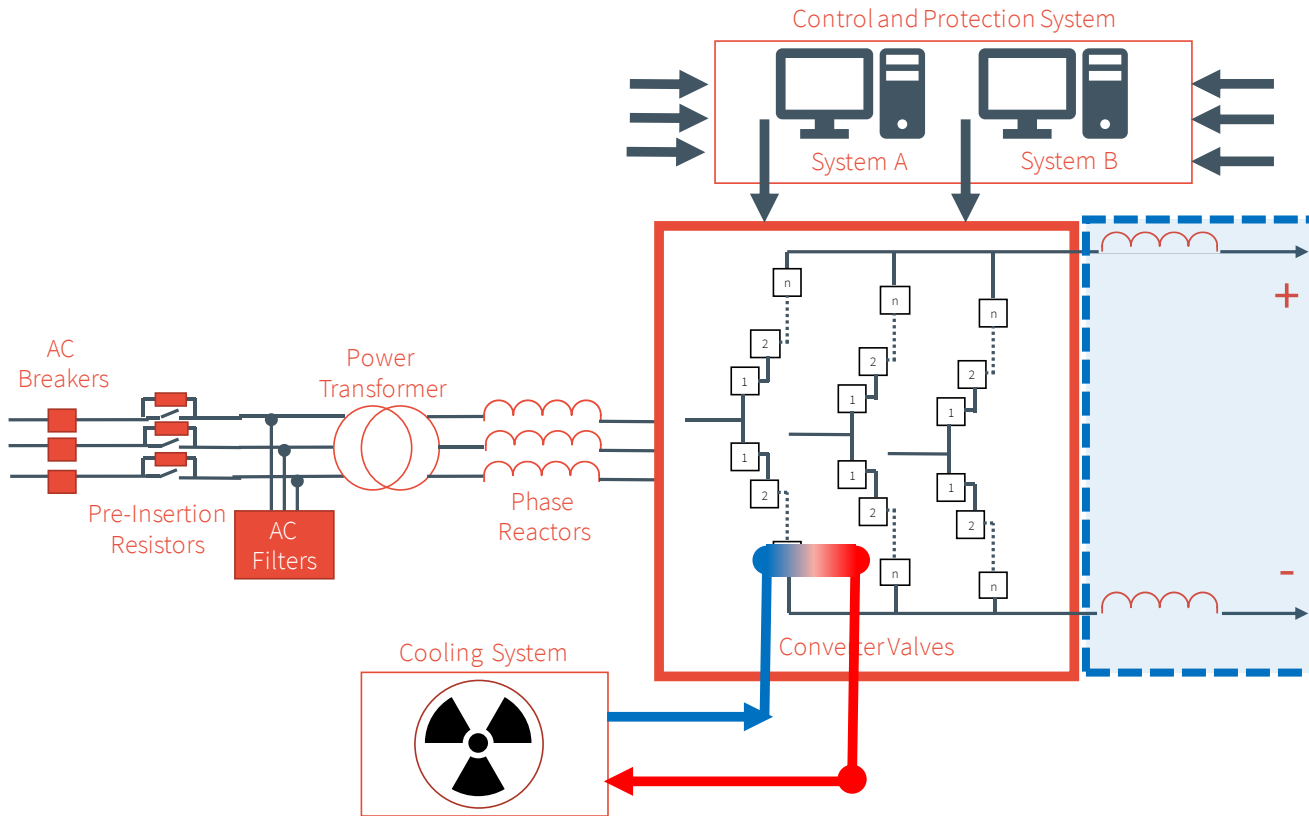 Control and Protection System
System A
System B
n
n
n
+
2
2
2
1
1
1
AC
Breakers
Power
Transformer
1
1
1
2
2
2
Pre-Insertion
Resistors
AC
Filters
Phase
Reactors
n
n
-
Converter Valves
Cooling System